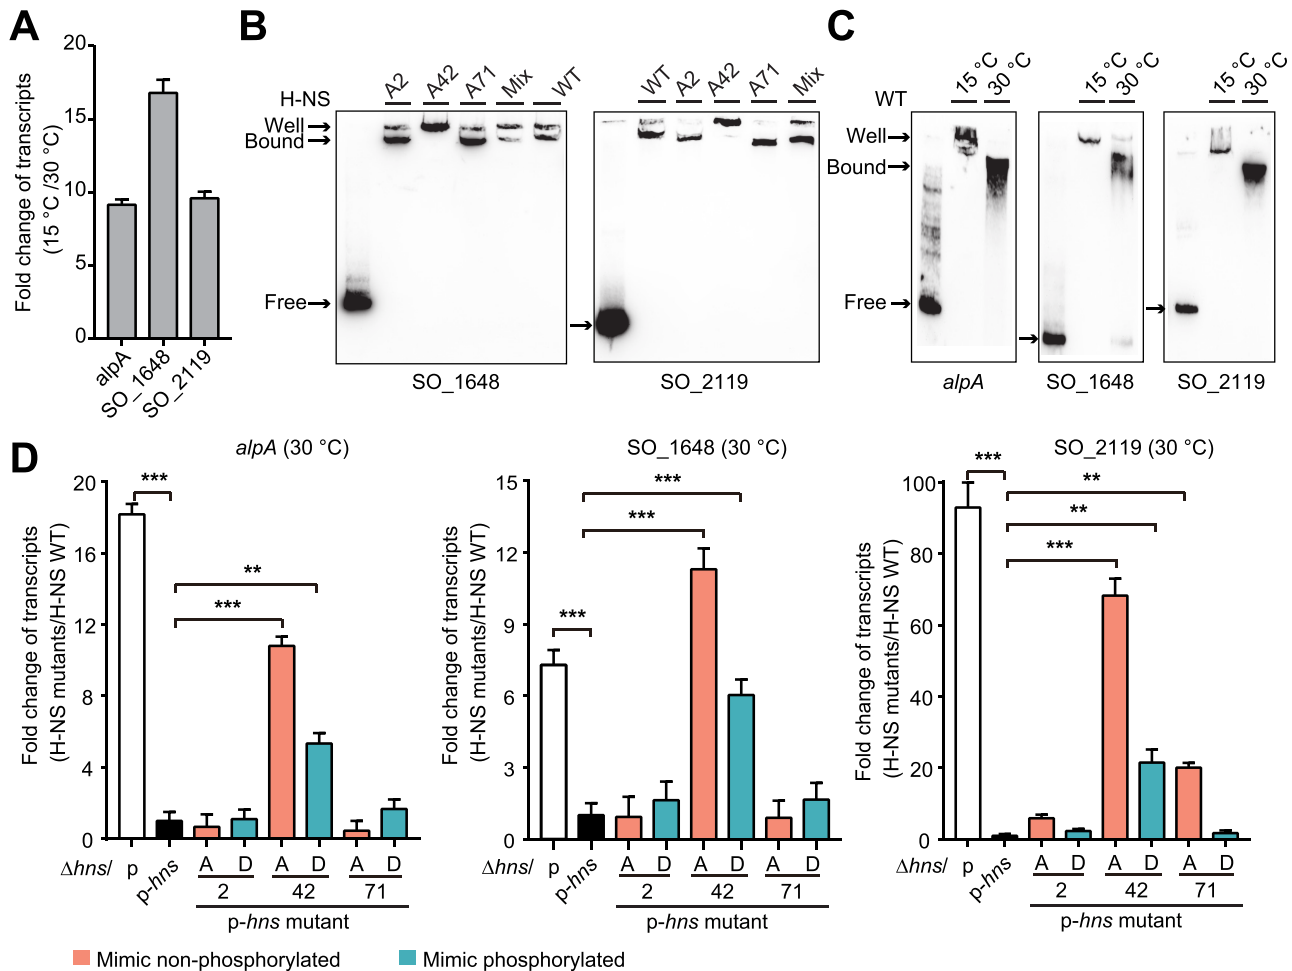 A
Fold change of transcripts
(15 °C /30 °C)
20
15
10
5
0
alpA
SO_1648
SO_2119
B
H-NS
A2
A42
A71
Mix
WT
WT
A2
A42
A71
Mix
Well
Bound
Free
SO_1648
SO_2119
C
WT
15 °C
30 °C
15 °C
30 °C
15 °C
30 °C
Well
Bound
Free
alpA
SO_1648
SO_2119
D
alpA (30 °C)
Fold change of transcripts
(H-NS mutants/H-NS WT)
20
16
12
8
4
0
***
**
***
Δhns/
p
p-hns
A D A D A D
2 42 71
p-hns mutant
SO_1648 (30 °C)
Fold change of transcripts
(H-NS mutants/H-NS WT)
15
12
9
6
3
0
***
***
***
Δhns/
p
p-hns
A D A D A D
2 42 71
p-hns mutant
SO_2119 (30 °C)
Fold change of transcripts
(H-NS mutants/H-NS WT)
100
80
60
40
20
0
***
**
**
***
Δhns/
p
p-hns
A D A D A D
2 42 71
p-hns mutant
Mimic non-phosphorylated
Mimic phosphorylated